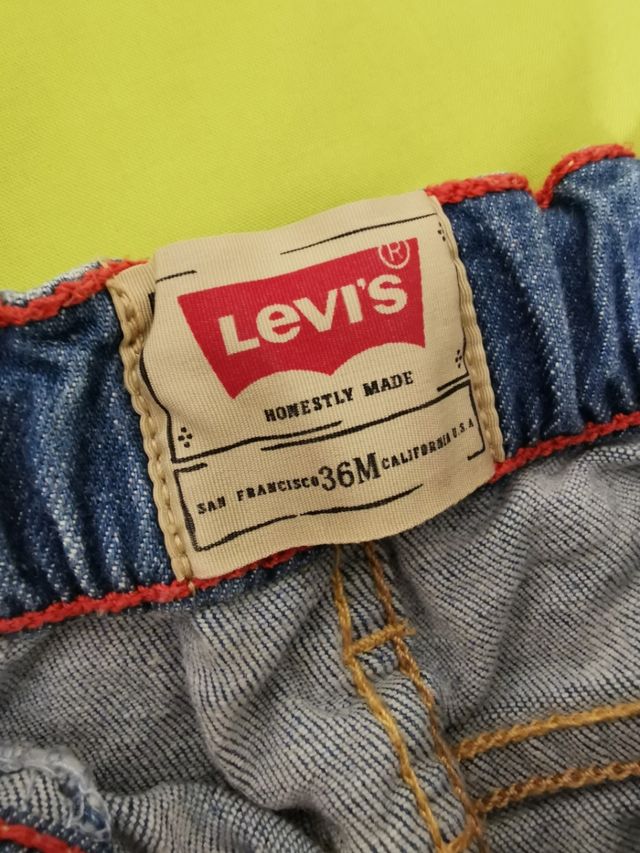 Levi's ®
HONESTLY MADE
SAN FRANCISCO 36M CALIFORNIA U.S.A